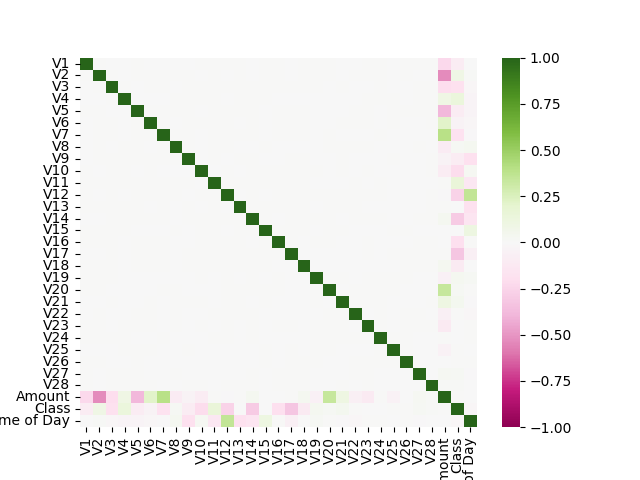 V1
V2
V3
V4
V5
V6
V7
V8
V9
V10
V11
V12
V13
V14
V15
V16
V17
V18
V19
V20
V21
V22
V23
V24
V25
V26
V27
V28
Amount
Class
me of Day
V1 V2 V3 V4 V5 V6 V7 V8 V9 V10 V11 V12 V13 V14 V15 V16 V17 V18 V19 V20 V21 V22 V23 V24 V25 V26 V27 V28 mount Class of Day
1.00
0.75
0.50
0.25
0.00
−0.25
−0.50
−0.75
−1.00